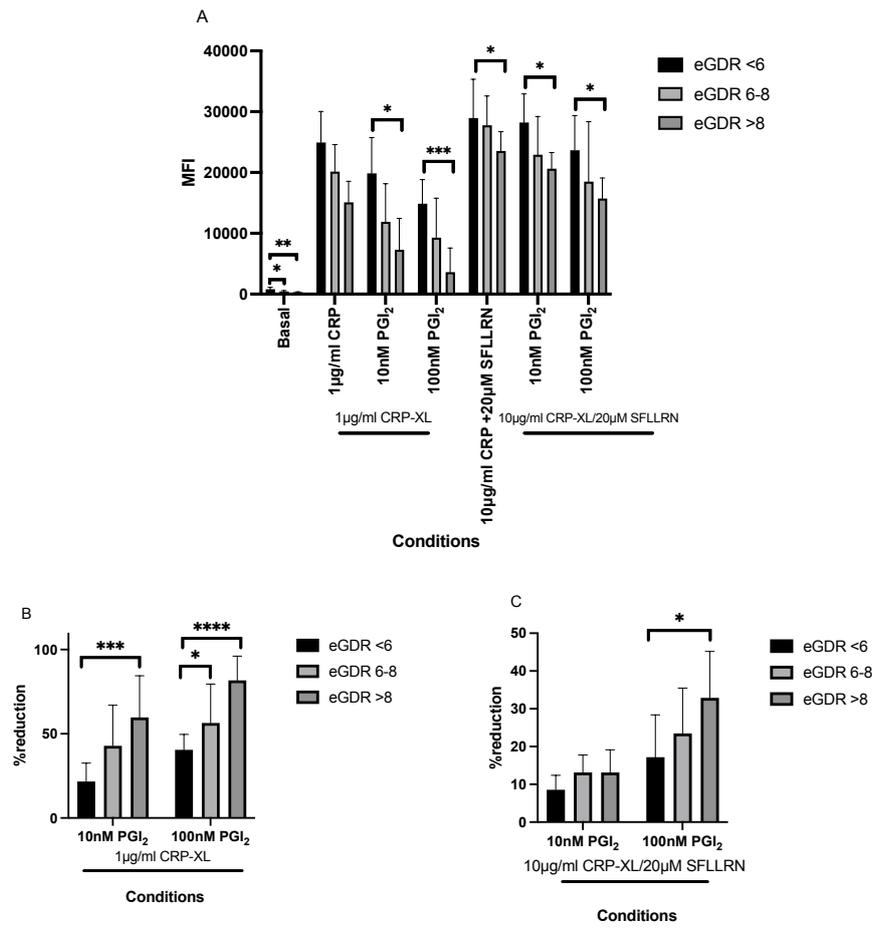 A
40000
30000
20000
10000
0
MFI
*
**
*
***
*
*
*
eGDR <6
eGDR 6-8
eGDR >8
Basal
1µg/ml CRP
10nM PGI₂
100nM PGI₂
10µg/ml CRP +20µM SFLLRN
10nM PGI₂
100nM PGI₂
1µg/ml CRP-XL
10µg/ml CRP-XL/20µM SFLLRN
Conditions
B
100
50
0
%reduction
***
****
*
eGDR <6
eGDR 6-8
eGDR >8
10nM PGI₂ 100nM PGI₂
1µg/ml CRP-XL
Conditions
C
50
40
30
20
10
0
%reduction
*
eGDR <6
eGDR 6-8
eGDR >8
10nM PGI₂ 100nM PGI₂
10µg/ml CRP-XL/20µM SFLLRN
Conditions